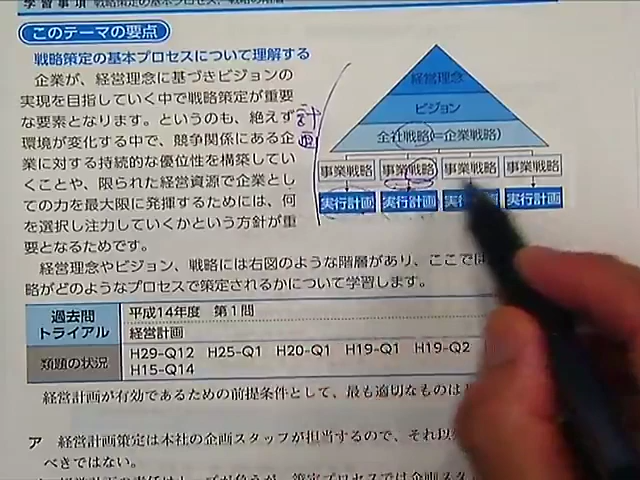 学習事項 戦略策定の基本プロセス, 戦略の階層
このテーマの要点
戦略策定の基本プロセスについて理解する
企業が、経営理念に基づきビジョンの
実現を目指していく中で戦略策定が重要
な要素となります。というのも、絶えず
環境が変化する中で、競争関係にある企
業に対する持続的な優位性を構築してい
くことや、限られた経営資源で企業とし
ての力を最大限に発揮するためには、何
を選択し注力していくかという方針が重
要となるためです。
計画
経営理念
ビジョン
全社戦略(=企業戦略)
事業戦略 事業戦略 事業戦略 事業戦略
実行計画 実行計画 実行計画 実行計画
経営理念やビジョン、戦略には右図のような階層があり、ここでは
略がどのようなプロセスで策定されるかについて学習します。
過去問トライアル
平成14年度 第1問
経営計画
類題の状況
H29-Q12 H25-Q1 H20-Q1 H19-Q1 H19-Q2
H15-Q14
経営計画が有効であるための前提条件として、最も適切なものは
ア 経営計画策定は本社の企画スタッフが担当するので、それ以
べきではない。